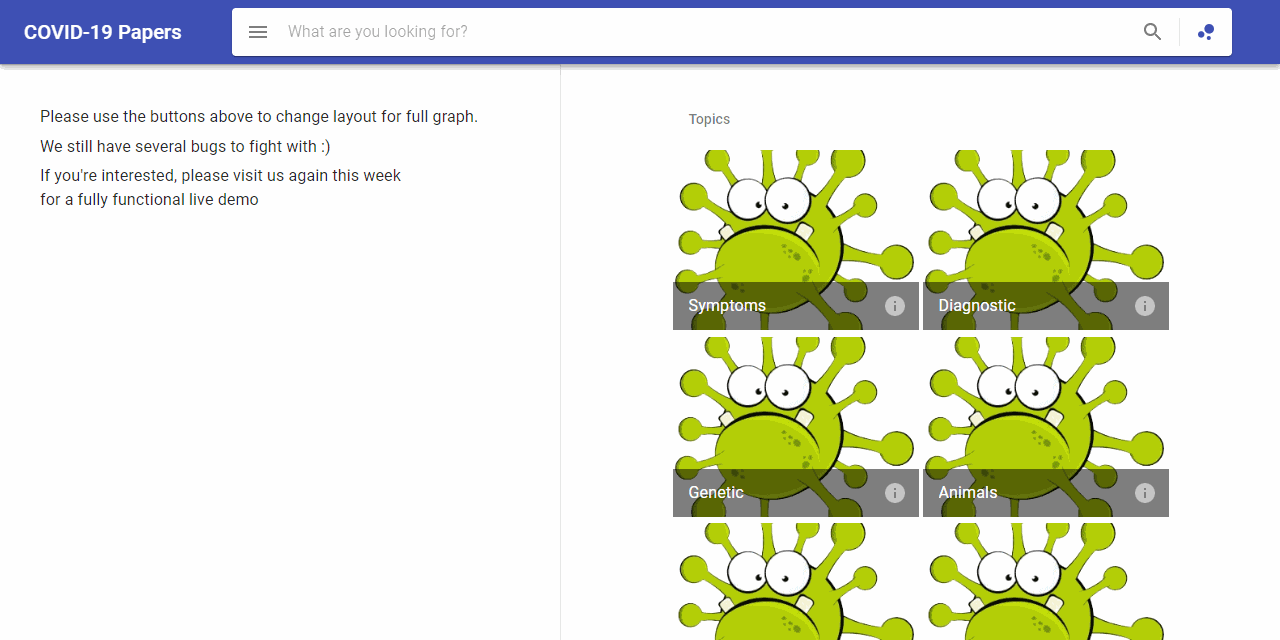 COVID-19 Papers
What are you looking for?
Please use the buttons above to change layout for full graph.
We still have several bugs to fight with :)
If you're interested, please visit us again this week
for a fully functional live demo
Topics
Symptoms
Diagnostic
Genetic
Animals